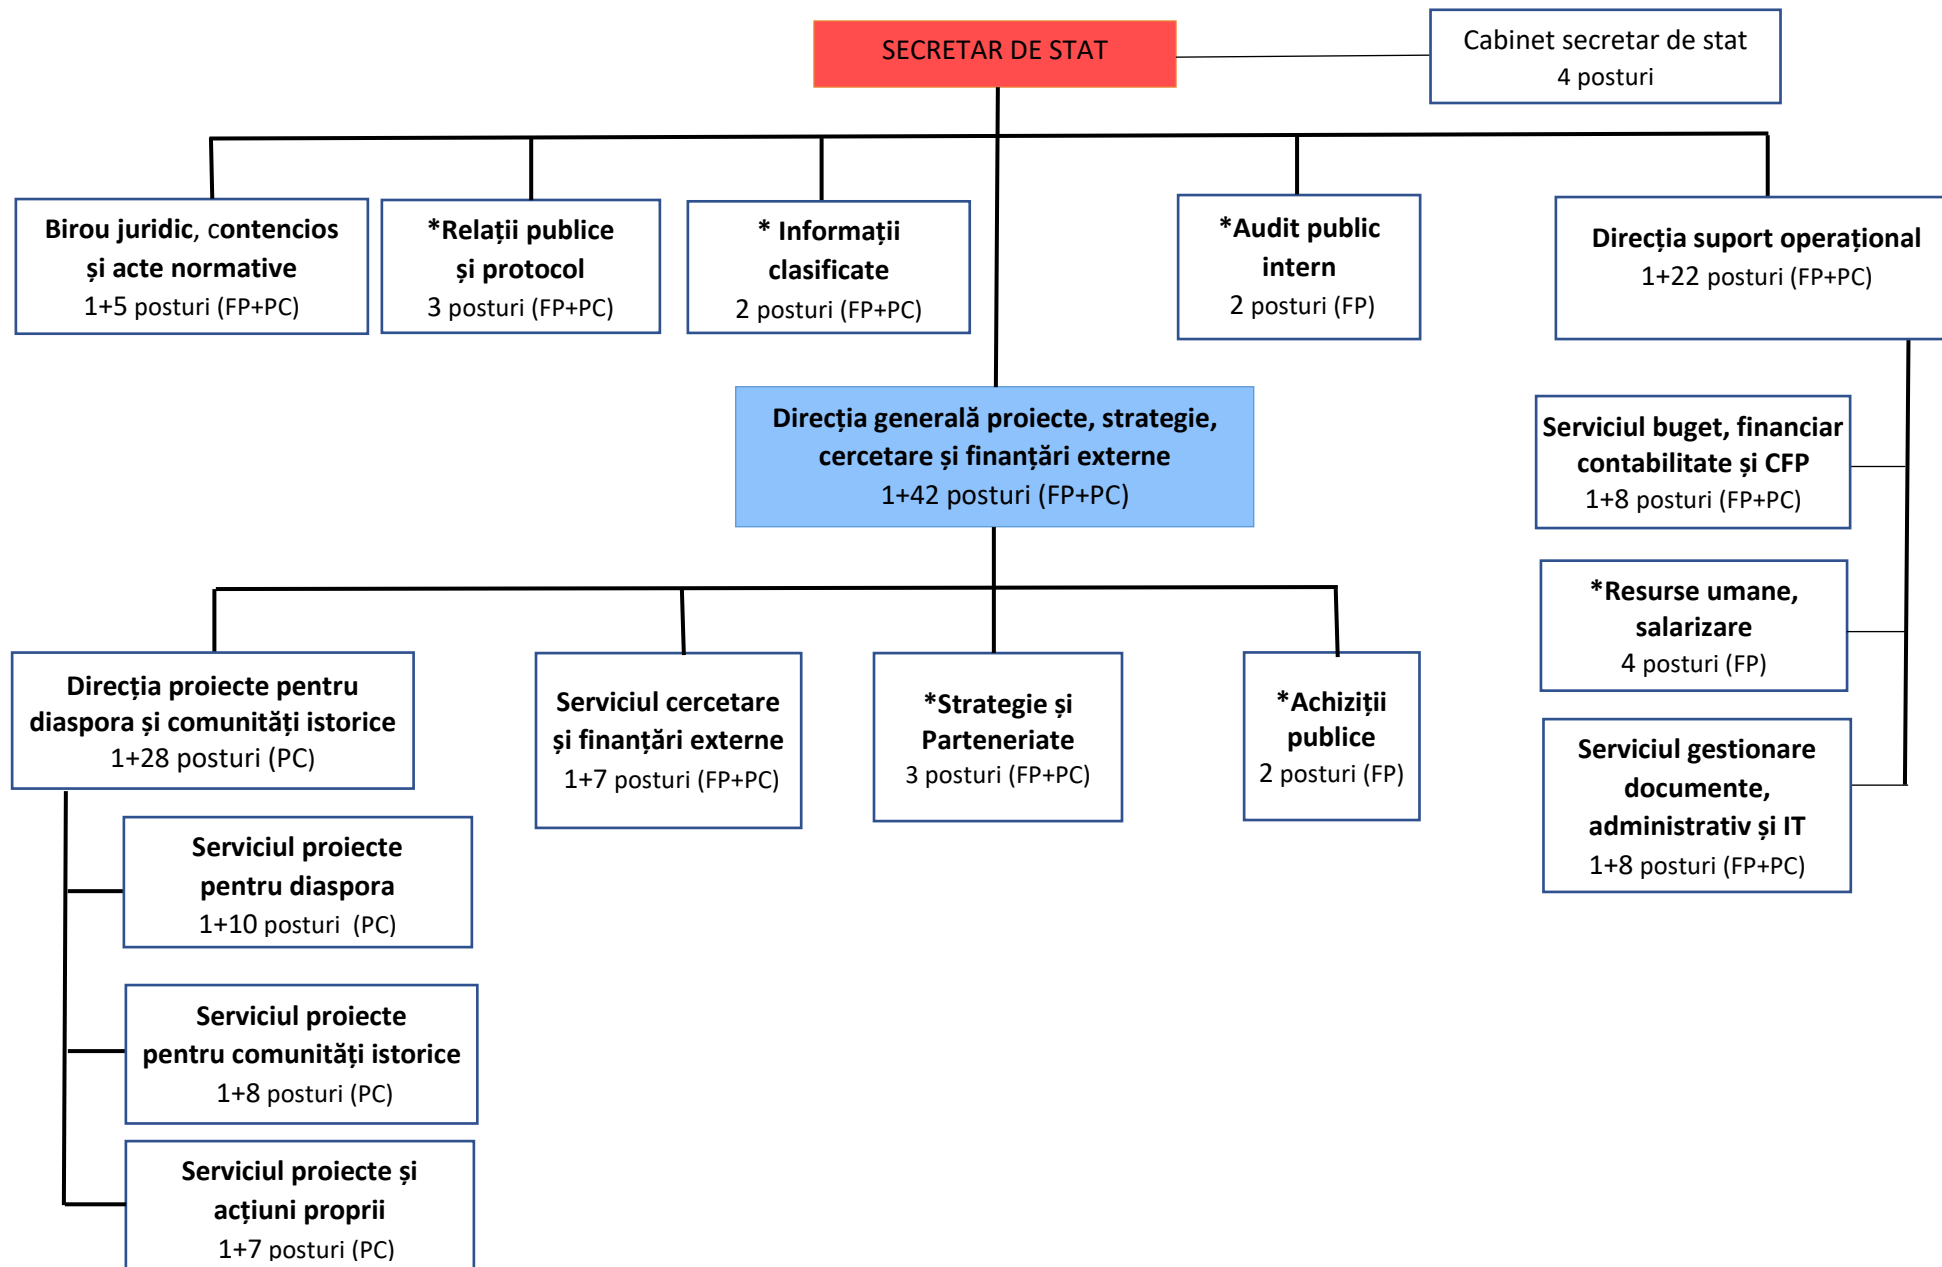 SECRETAR DE STAT
Cabinet secretar de stat
4 posturi
Birou juridic, contencios
și acte normative
1+5 posturi (FP+PC)
*Relații publice
și protocol
3 posturi (FP+PC)
* Informații
clasificate
2 posturi (FP+PC)
*Audit public
intern
2 posturi (FP)
Direcția suport operațional
1+22 posturi (FP+PC)
Direcția generală proiecte, strategie,
cercetare și finanțări externe
1+42 posturi (FP+PC)
Serviciul buget, financiar
contabilitate și CFP
1+8 posturi (FP+PC)
*Resurse umane,
salarizare
4 posturi (FP)
Serviciul gestionare
documente,
administrativ și IT
1+8 posturi (FP+PC)
Direcția proiecte pentru
diaspora și comunități istorice
1+28 posturi (PC)
Serviciul cercetare
și finanțări externe
1+7 posturi (FP+PC)
*Strategie și
Parteneriate
3 posturi (FP+PC)
*Achiziții
publice
2 posturi (FP)
Serviciul proiecte
pentru diaspora
1+10 posturi (PC)
Serviciul proiecte
pentru comunități istorice
1+8 posturi (PC)
Serviciul proiecte și
acțiuni proprii
1+7 posturi (PC)